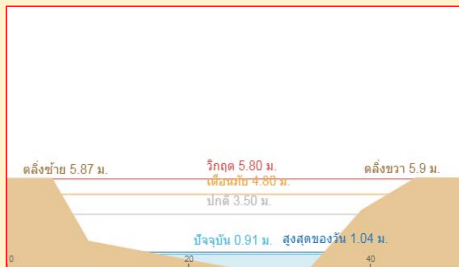 ตลิ่งซ้าย 5.87 ม. วิกฤต 5.80 ม. ตลิ่งขวา 5.9 ม.
เตือนภัย 4.80 ม.
ปกติ 3.50 ม.
ปัจจุบัน 0.91 ม. สูงสุดของวัน 1.04 ม.
0 20 40